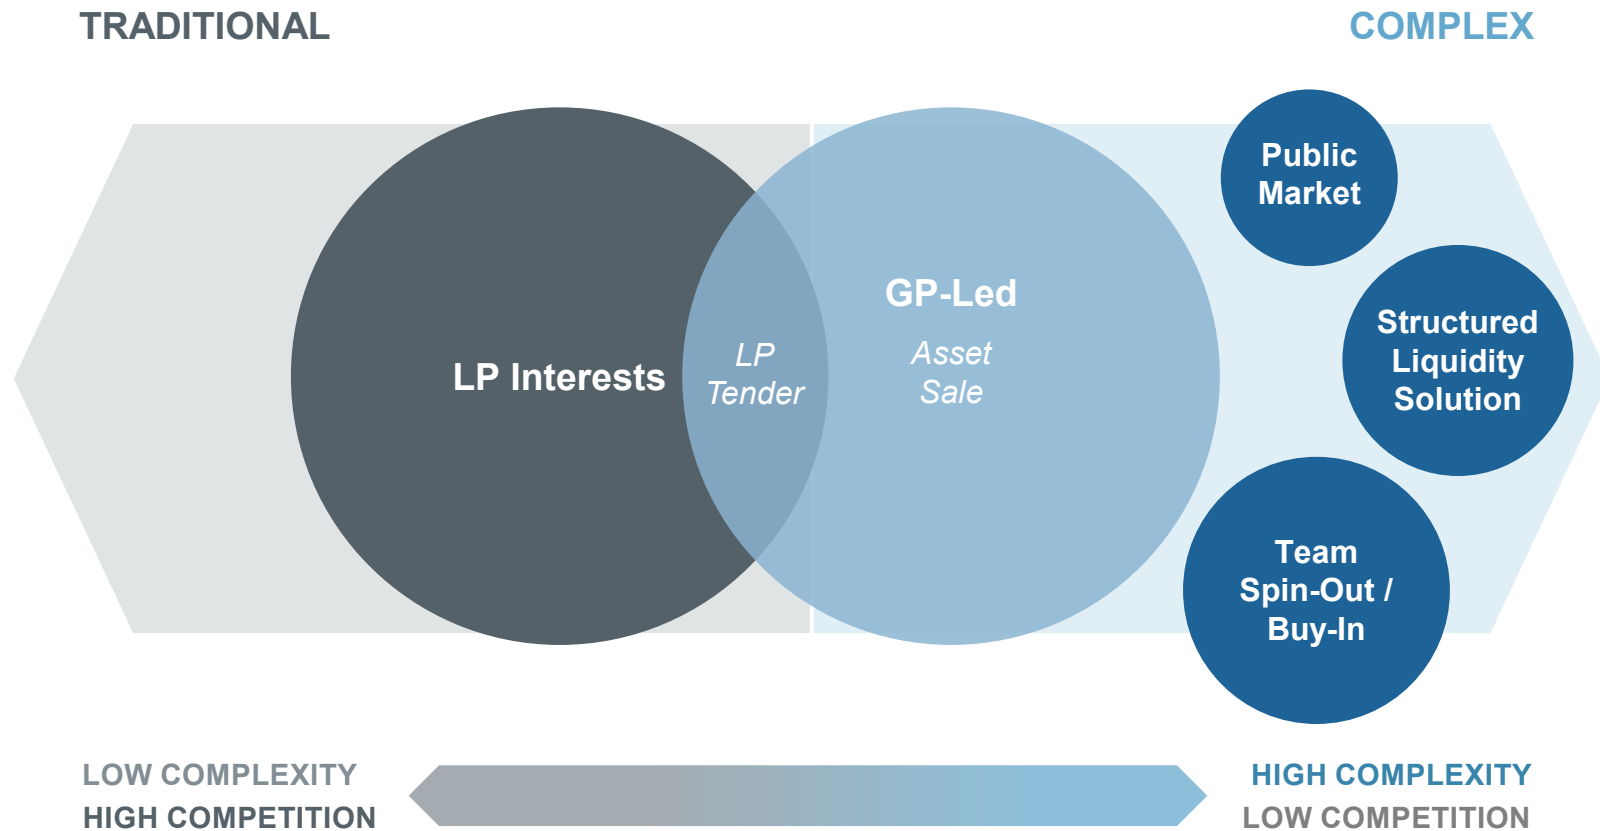 TRADITIONAL
COMPLEX
Public
Market
GP-Led
Structured
Liquidity
Solution
LP Interests
LP
Tender
Asset
Sale
Team
Spin-Out /
Buy-In
LOW COMPLEXITY
HIGH COMPETITION
HIGH COMPLEXITY
LOW COMPETITION